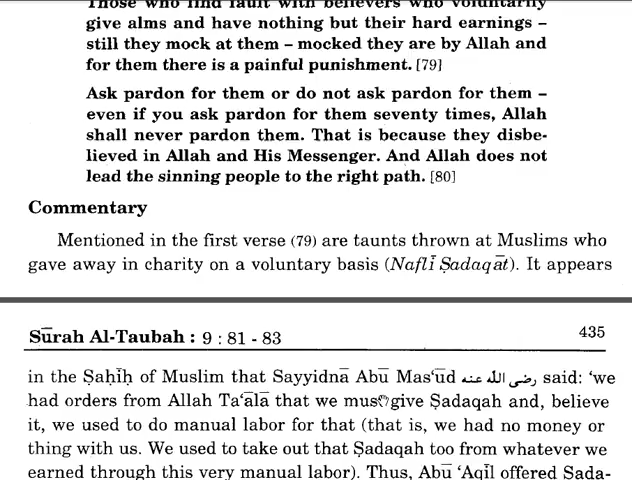 Those who find fault with believers who voluntarily
give alms and have nothing but their hard earnings –
still they mock at them – mocked they are by Allah and
for them there is a painful punishment. [79]
Ask pardon for them or do not ask pardon for them –
even if you ask pardon for them seventy times, Allah
shall never pardon them. That is because they disbe-
lieved in Allah and His Messenger. And Allah does not
lead the sinning people to the right path. [80]
Commentary
Mentioned in the first verse (79) are taunts thrown at Muslims who
gave away in charity on a voluntary basis (Naflī Ṣadaqāt). It appears
Sūrah Al-Taubah : 9 : 81 - 83
435
in the Ṣaḥīḥ of Muslim that Sayyidnā Abū Mas‘ūd رضى الله عنه said: ‘we
had orders from Allah Ta‘ālā that we must give Ṣadaqah and, believe
it, we used to do manual labor for that (that is, we had no money or
thing with us. We used to take out that Ṣadaqah too from whatever we
earned through this very manual labor). Thus, Abū ‘Aqīl offered Sada-